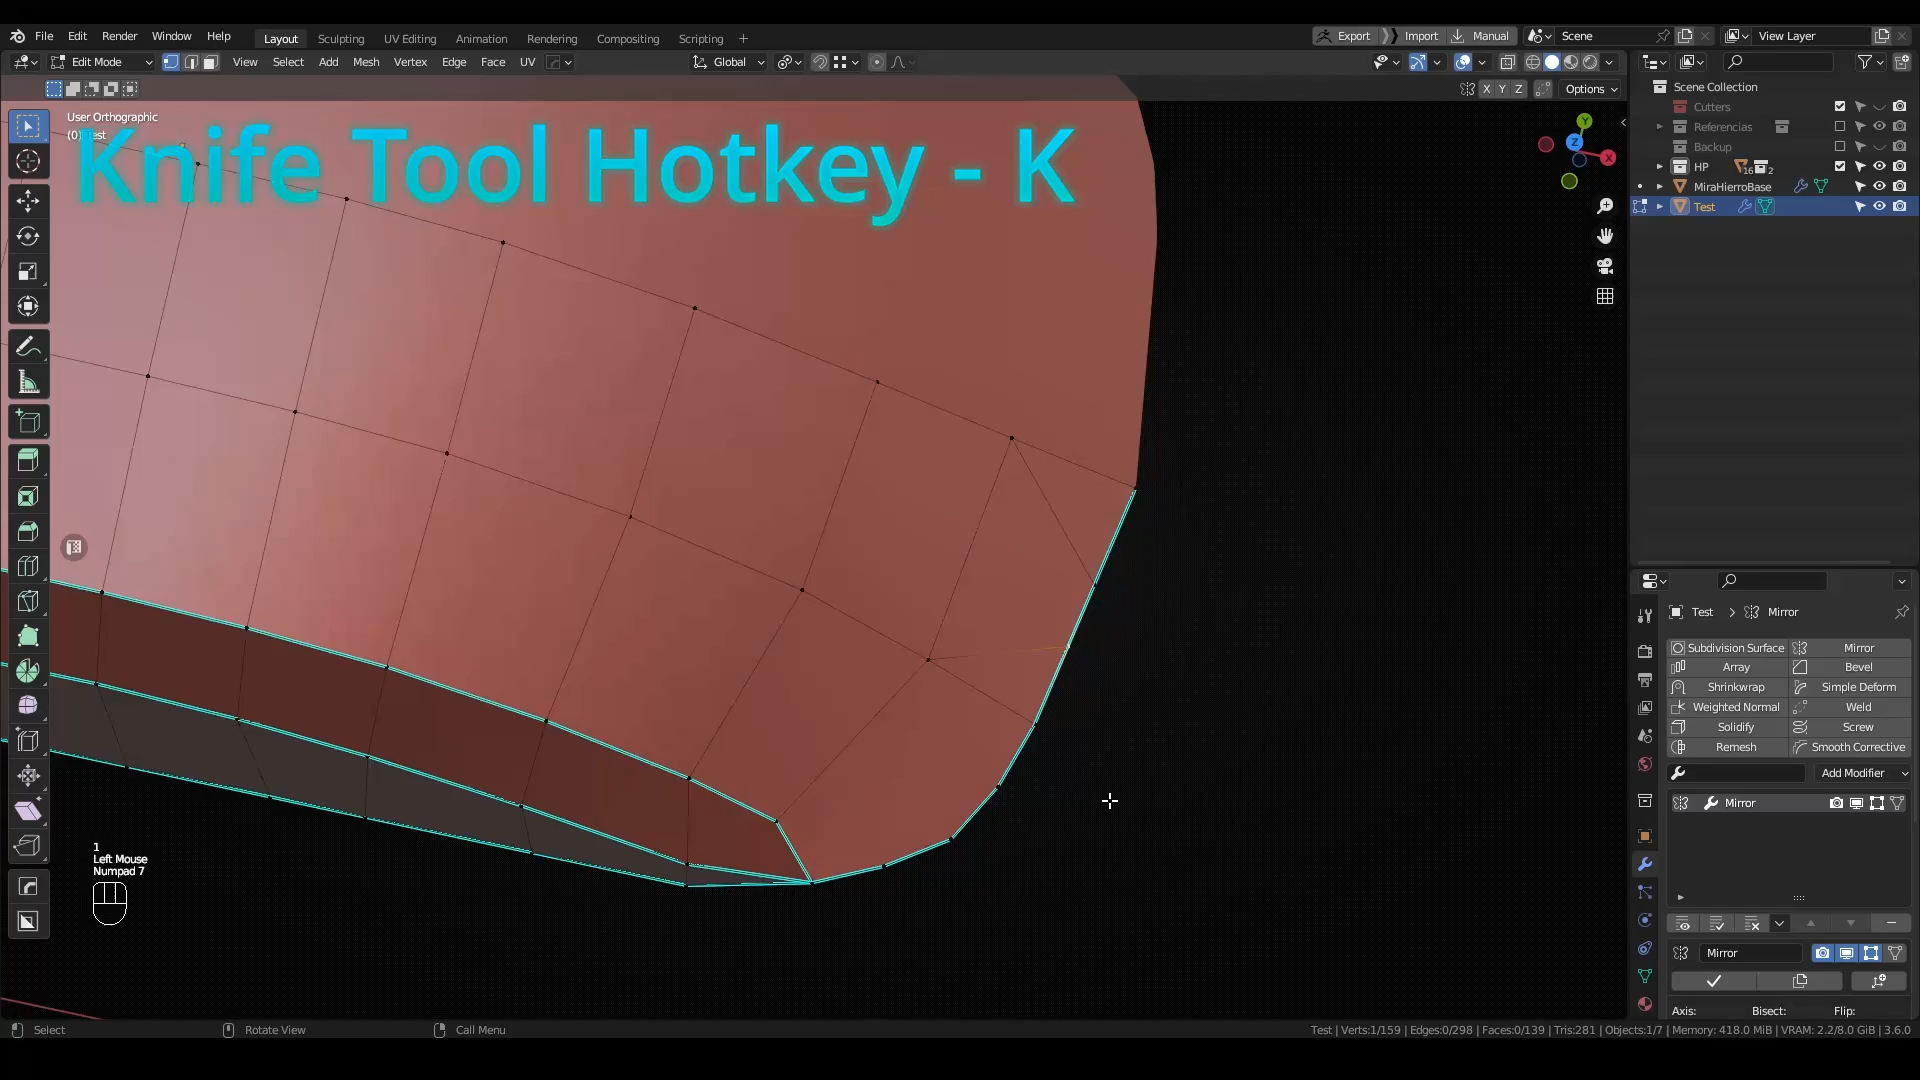 File Edit Render Window Help Layout Sculpting UV Editing Animation Rendering Compositing Scripting + Export Import Manual Scene View Layer
Edit Mode View Select Add Mesh Vertex Edge Face UV Global
X Y Z Options
Scene Collection
Cutters
Referencias
Backup
HP 16 2
MiraHierroBase
Test
User Orthographic
(0) Test
Knife Tool Hotkey - K
Y
Z
X
Test > Mirror
Subdivision Surface Mirror
Array Bevel
Shrinkwrap Simple Deform
Weighted Normal Weld
Solidify Screw
Remesh Smooth Corrective
Add Modifier
Mirror
Mirror
Axis: Bisect: Flip:
1
Left Mouse
Numpad 7
Select Rotate View Call Menu Test | Verts:1/159 | Edges:0/298 | Faces:0/139 | Tris:281 | Objects:1/7 | Memory: 418.0 MiB | VRAM: 2.2/8.0 GiB | 3.6.0